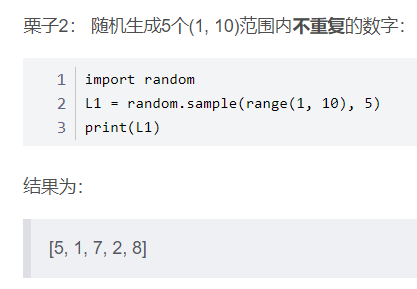 栗子2： 随机生成5个(1, 10)范围内不重复的数字：
1 import random
2 L1 = random.sample(range(1, 10), 5)
3 print(L1)
结果为：
[5, 1, 7, 2, 8]